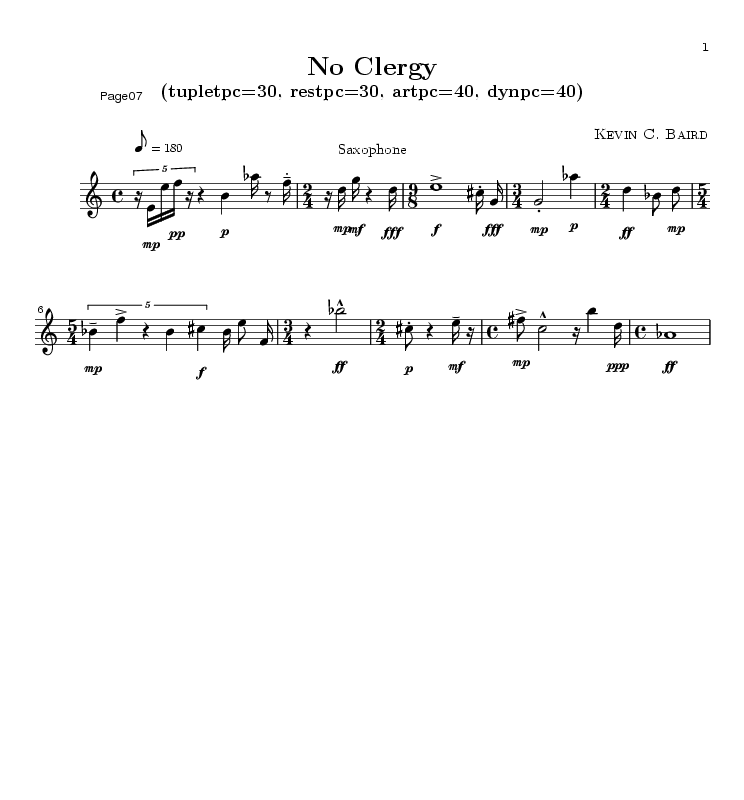 1
No Clergy
Page07 (tupletpc=30, restpc=30, artpc=40, dynpc=40)
Kevin C. Baird
= 180 Saxophone
5
mp pp p mp mf fff f fff mp p ff mp
6 5
mp f ff p mf mp ppp ff